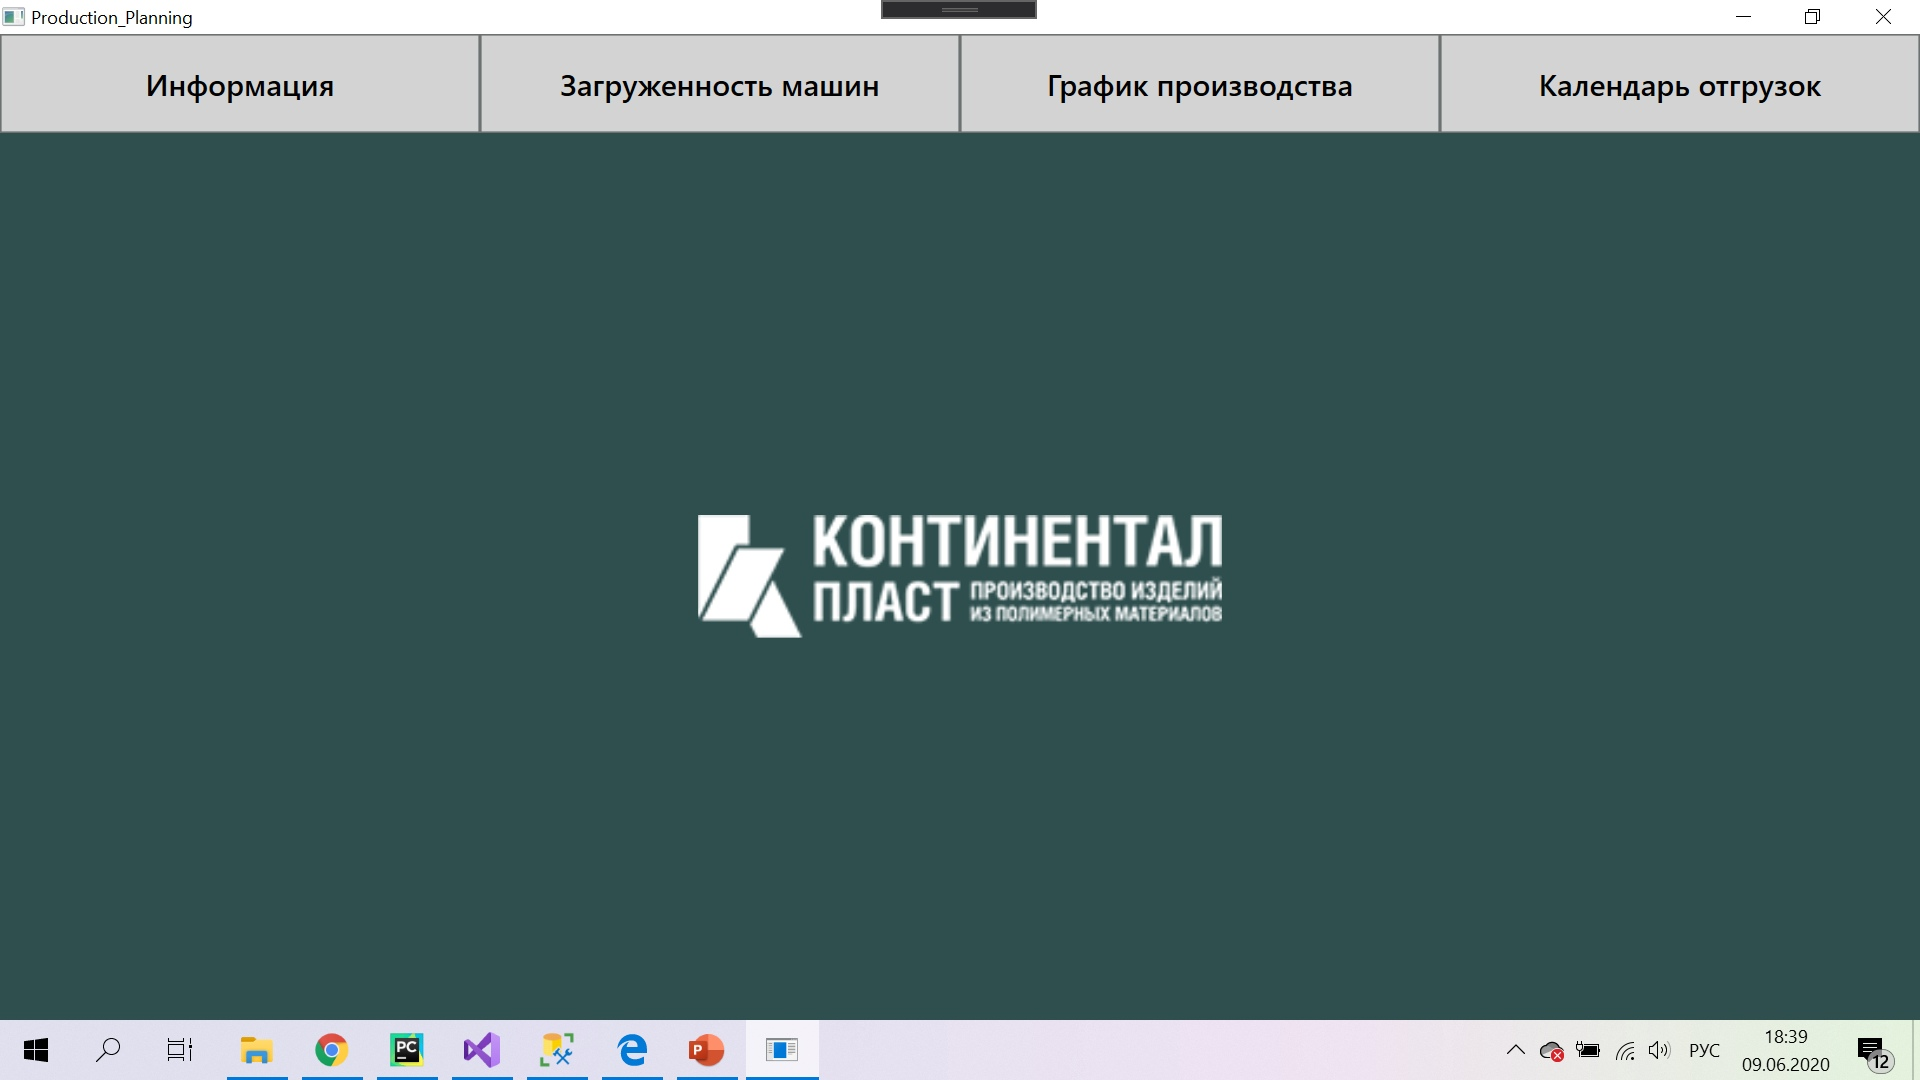 Production_Planning
Информация
Загруженность машин
График производства
Календарь отгрузок
КОНТИНЕНТАЛ
ПЛАСТ
ПРОИЗВОДСТВО ИЗДЕЛИЙ
ИЗ ПОЛИМЕРНЫХ МАТЕРИАЛОВ
PC
P
РУС
18:39
09.06.2020
12